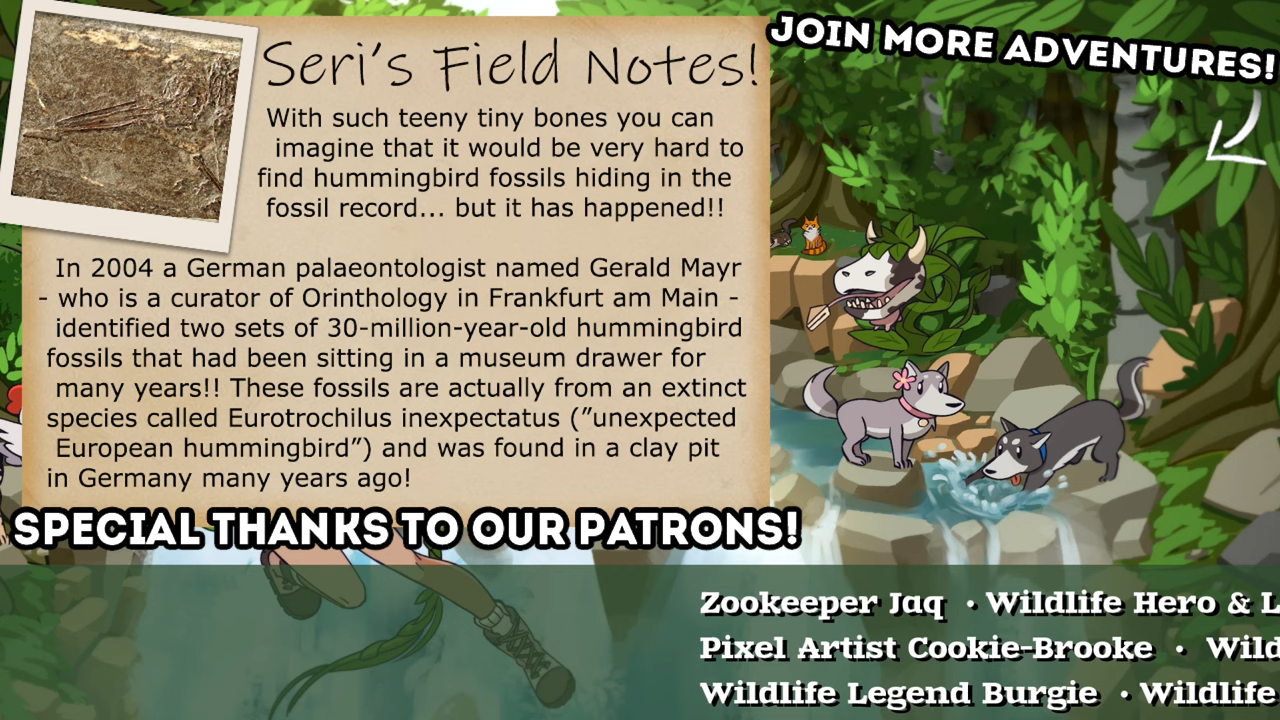 Seri's Field Notes!
With such teeny tiny bones you can
imagine that it would be very hard to
find hummingbird fossils hiding in the
fossil record... but it has happened!!
In 2004 a German palaeontologist named Gerald Mayr
- who is a curator of Orinthology in Frankfurt am Main -
identified two sets of 30-million-year-old hummingbird
fossils that had been sitting in a museum drawer for
many years!! These fossils are actually from an extinct
species called Eurotrochilus inexpectatus ("unexpected
European hummingbird") and was found in a clay pit
in Germany many years ago!
JOIN MORE ADVENTURES!
SPECIAL THANKS TO OUR PATRONS!
Zookeeper Jaq • Wildlife Hero & L
Pixel Artist Cookie-Brooke • Wild
Wildlife Legend Burgie • Wildlife